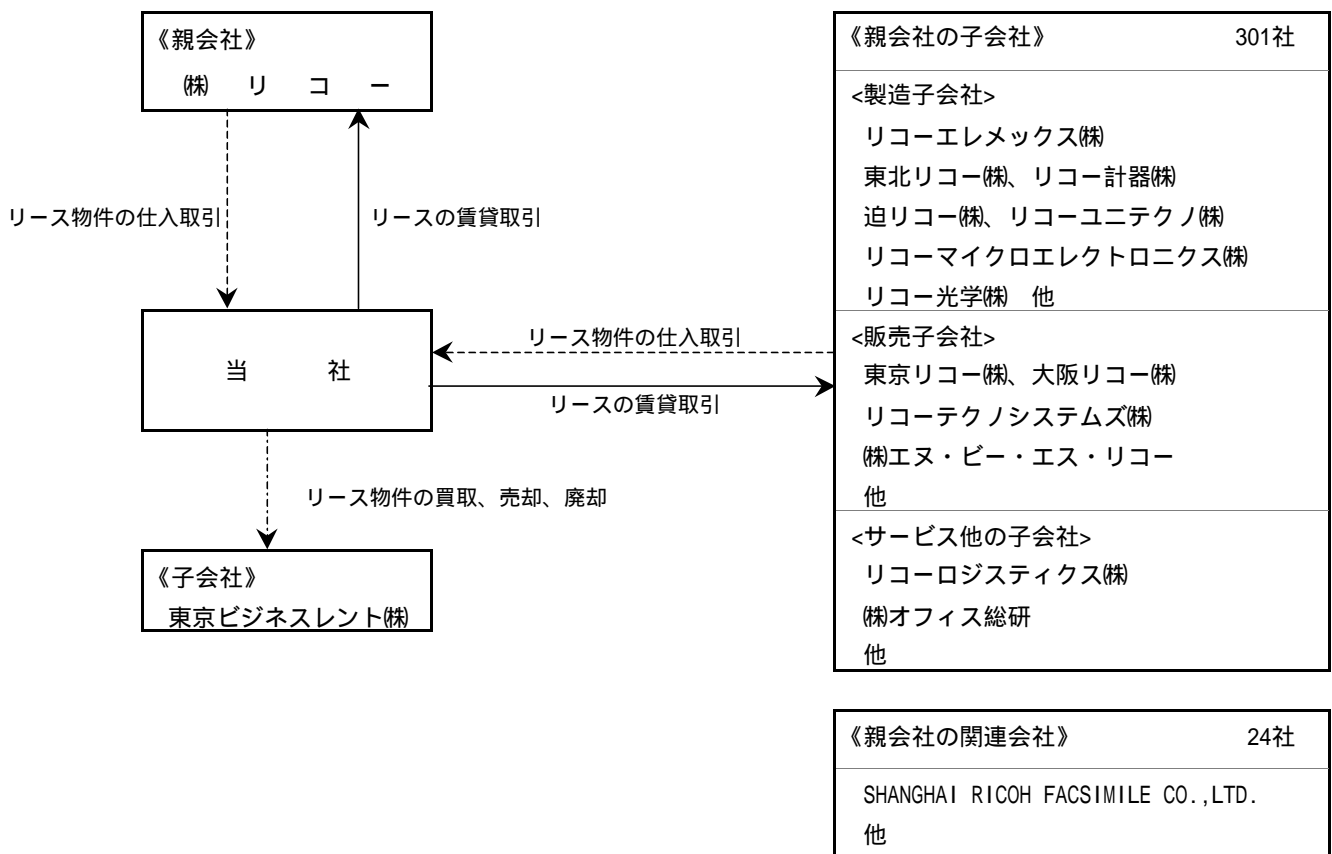 《親会社》
㈱ リ コ ー
リース物件の仕入取引
リースの賃貸取引
当 社
リース物件の買取、売却、廃却
《子会社》
東京ビジネスレント㈱
リース物件の仕入取引
リースの賃貸取引
《親会社の子会社》 301社
<製造子会社>
リコーエレメックス㈱
東北リコー㈱、リコー計器㈱
迫リコー㈱、リコーユニテクノ㈱
リコーマイクロエレクトロニクス㈱
リコー光学㈱ 他
<販売子会社>
東京リコー㈱、大阪リコー㈱
リコーテクノシステムズ㈱
㈱エヌ・ビー・エス・リコー
他
<サービス他の子会社>
リコーロジスティクス㈱
㈱オフィス総研
他
《親会社の関連会社》 24社
SHANGHAI RICOH FACSIMILE CO.,LTD.
他